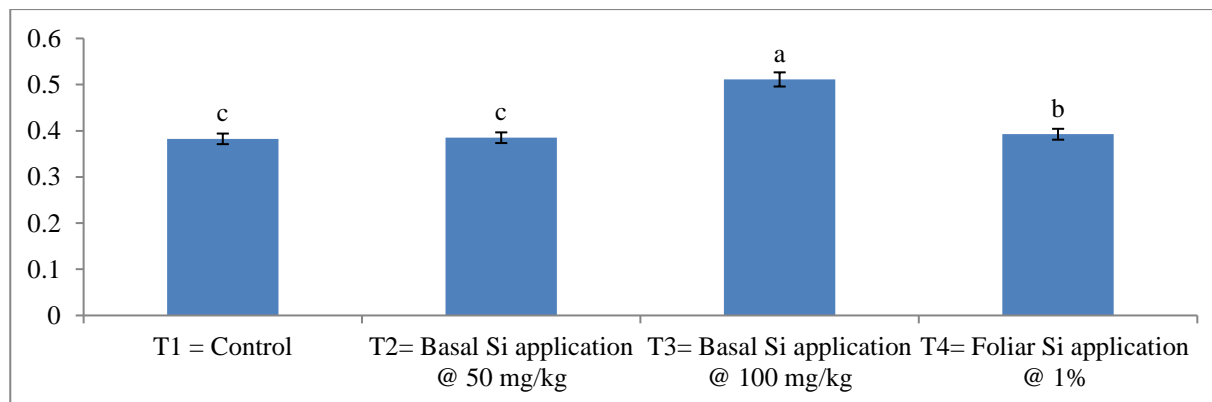 0.6
0.5
0.4
0.3
0.2
0.1
0
c
c
a
b
T1 = Control
T2= Basal Si application
@ 50 mg/kg
T3= Basal Si application
@ 100 mg/kg
T4= Foliar Si application
@ 1%